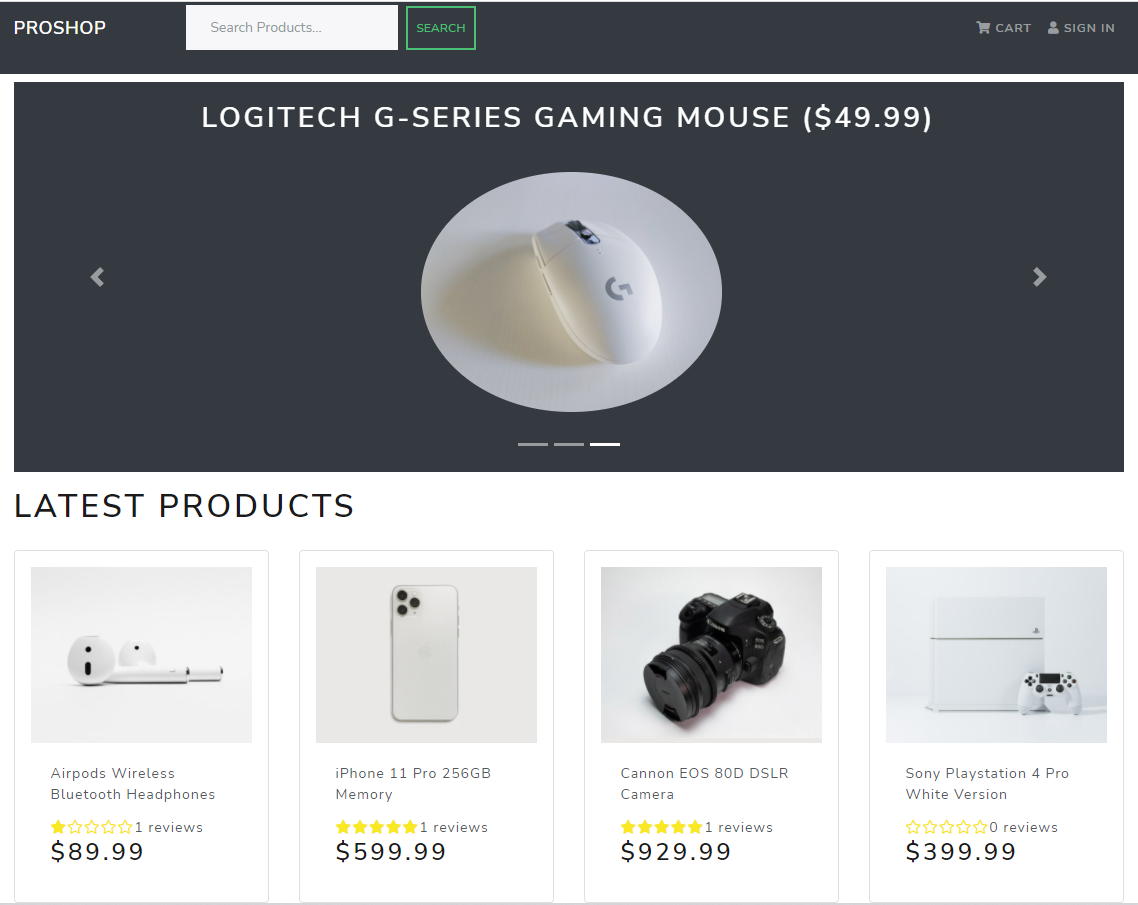 PROSHOP
Search Products...
SEARCH
CART
SIGN IN
LOGITECH G-SERIES GAMING MOUSE ($49.99)
LATEST PRODUCTS
Airpods Wireless
Bluetooth Headphones
1 reviews
$89.99
iPhone 11 Pro 256GB
Memory
1 reviews
$599.99
Cannon EOS 80D DSLR
Camera
1 reviews
$929.99
Sony Playstation 4 Pro
White Version
0 reviews
$399.99